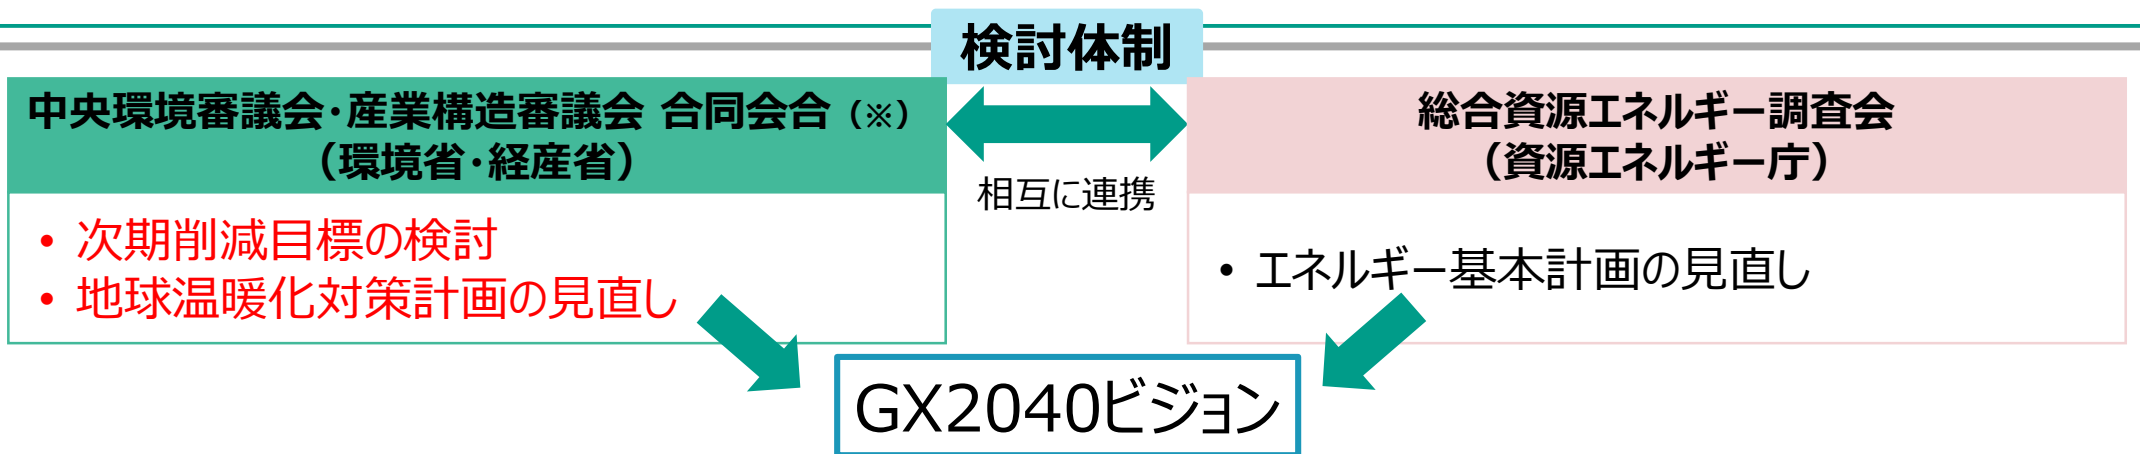 検討体制
中央環境審議会・産業構造審議会 合同会合（※）
（環境省・経産省）
• 次期削減目標の検討
• 地球温暖化対策計画の見直し
相互に連携
総合資源エネルギー調査会
（資源エネルギー庁）
• エネルギー基本計画の見直し
GX2040ビジョン